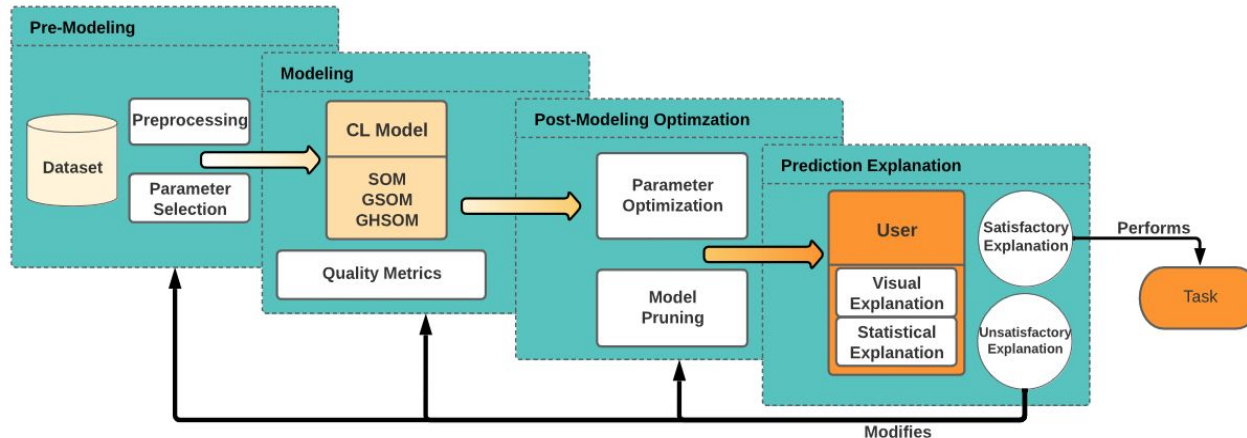 Pre-Modeling
Dataset
Preprocessing
Parameter
Selection
Modeling
CL Model
SOM
GSOM
GHSOM
Quality Metrics
Post-Modeling Optimzation
Parameter
Optimization
Model
Pruning
Prediction Explanation
User
Visual
Explanation
Statistical
Explanation
Satisfactory
Explanation
Unsatisfactory
Explanation
Performs
Task
Modifies